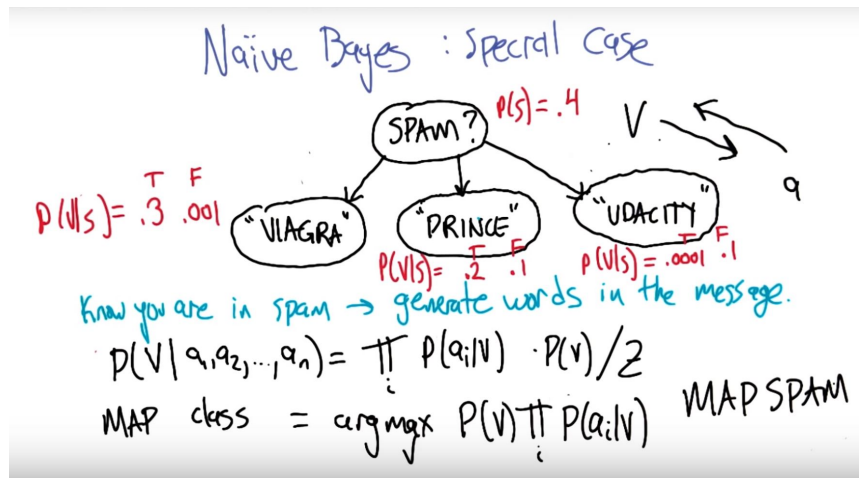 Naïve Bayes : Special Case
P(s)= .4
SPAM?
V
a
T F
P(V|s)= .3 .001
"VIAGRA"
"PRINCE"
"UDACITY"
T F
P(V|s)= .2 .1
T F
P(V|s)= .0001 .1
Know you are in spam → generate words in the message.
P(V|a₁,a₂,...,aₙ)= ∏ᵢ P(aᵢ|V) · P(V)/Z
MAP class = argmax P(V)∏ᵢ P(aᵢ|V) MAP SPAM